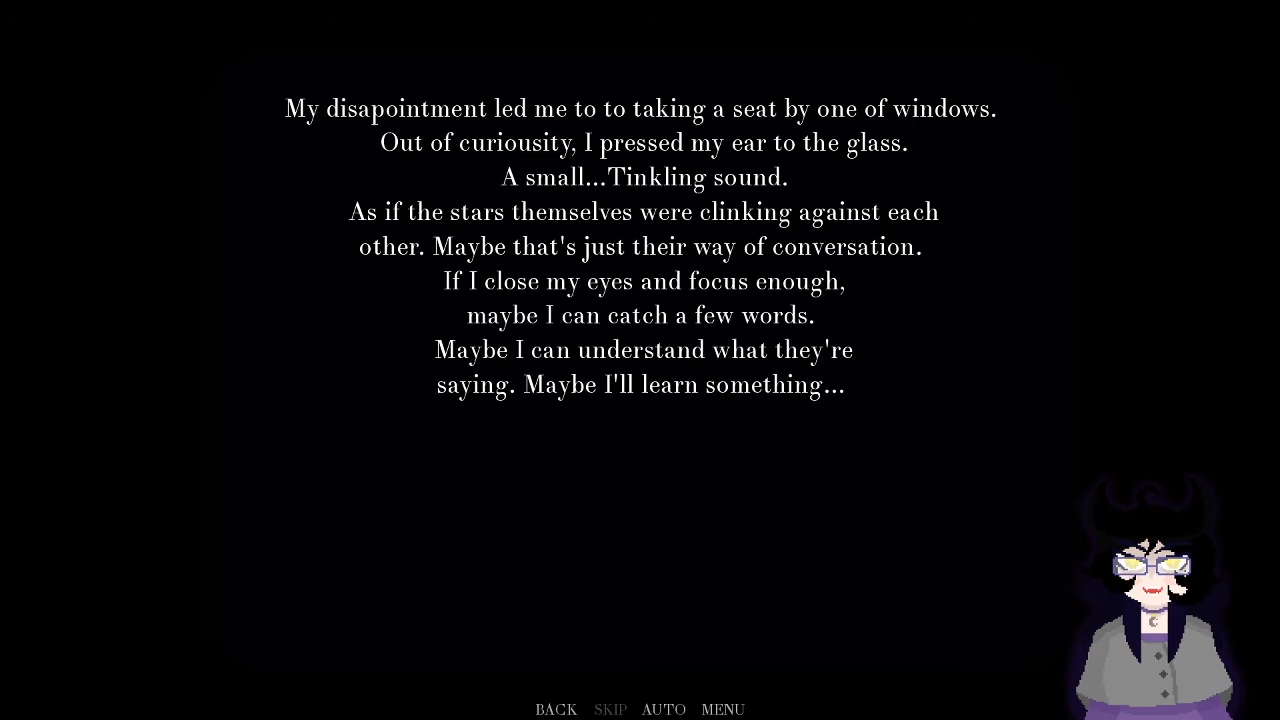 My disapointment led me to to taking a seat by one of windows.
Out of curiousity, I pressed my ear to the glass.
A small...Tinkling sound.
As if the stars themselves were clinking against each
other. Maybe that's just their way of conversation.
If I close my eyes and focus enough,
maybe I can catch a few words.
Maybe I can understand what they're
saying. Maybe I'll learn something...
BACK SKIP AUTO MENU